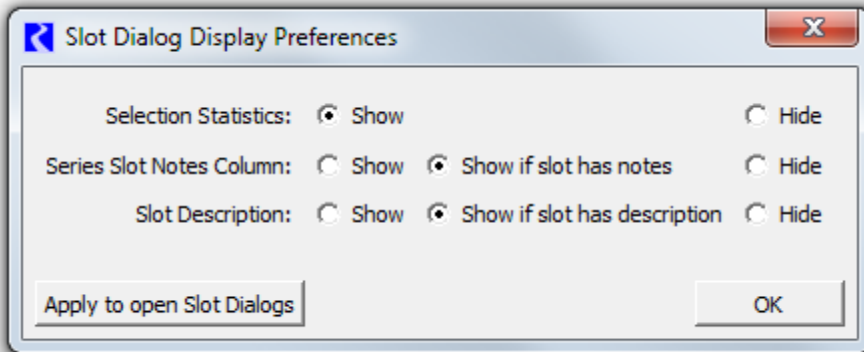 Slot Dialog Display Preferences
Selection Statistics: Show Hide
Series Slot Notes Column: Show Show if slot has notes Hide
Slot Description: Show Show if slot has description Hide
Apply to open Slot Dialogs OK